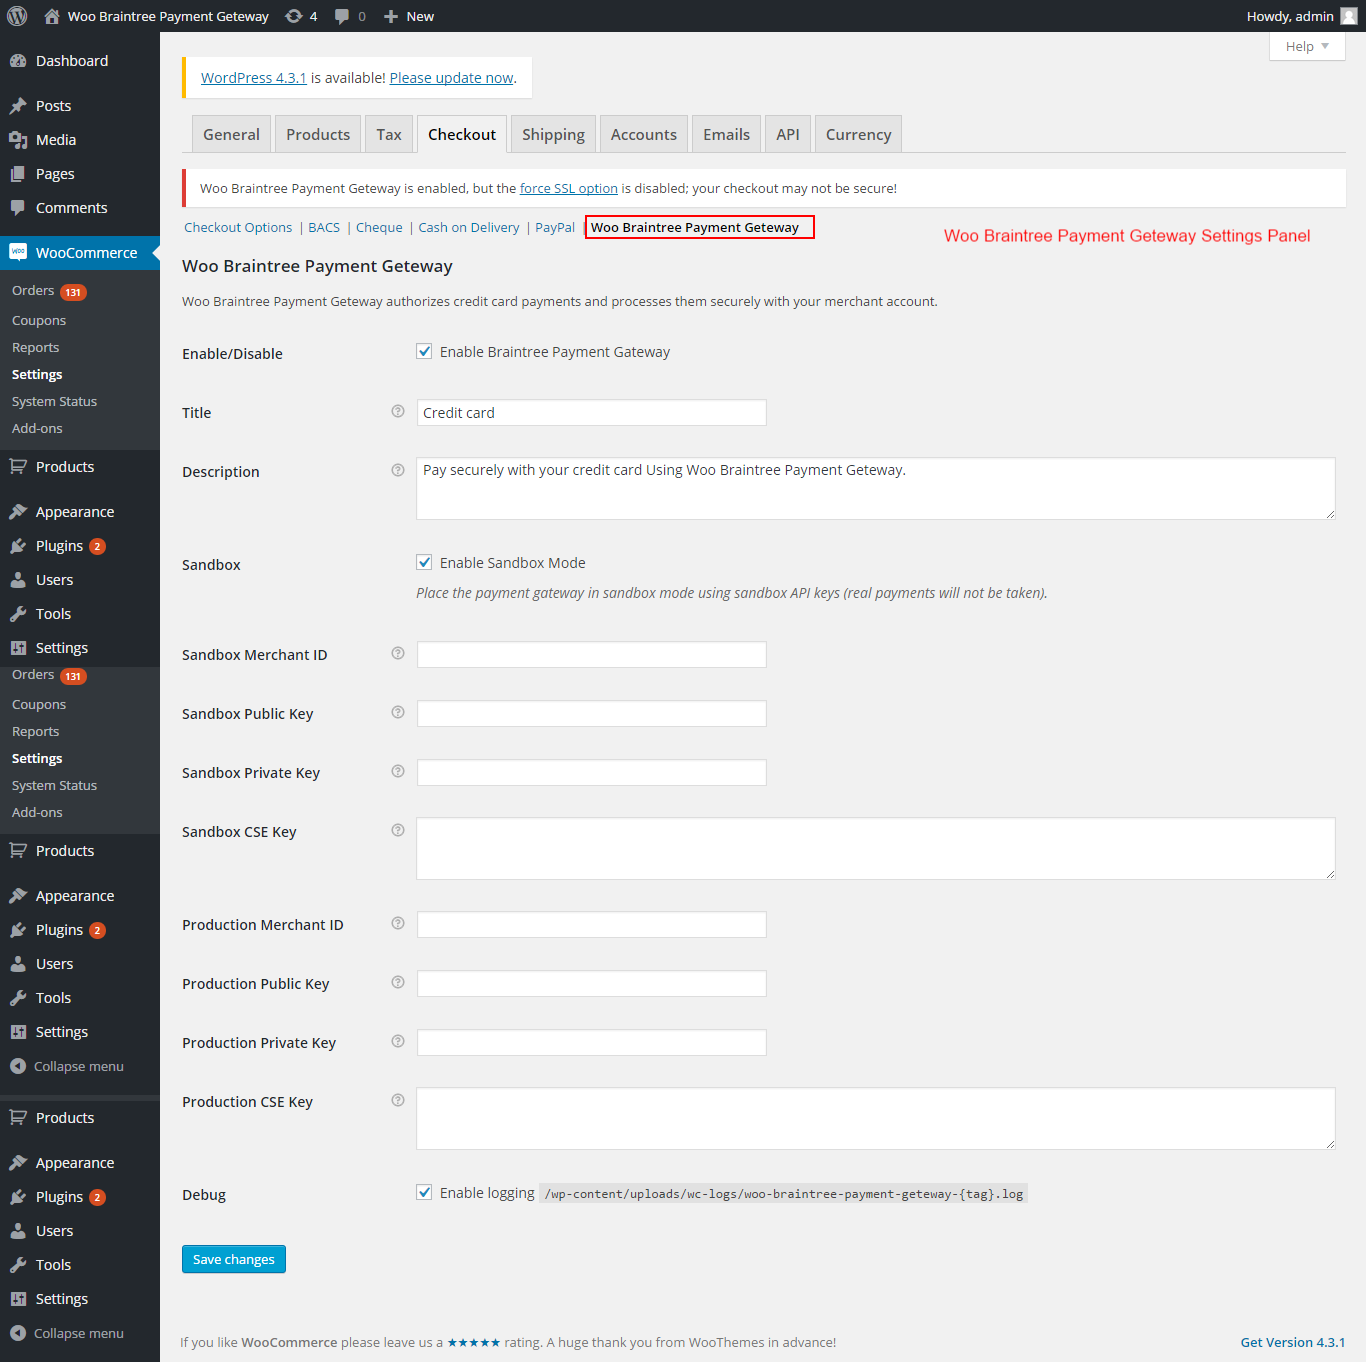 Woo Braintree Payment Geteway 4 0 New Howdy, admin
Help
Dashboard
Posts
Media
Pages
Comments
WooCommerce
Orders 131
Coupons
Reports
Settings
System Status
Add-ons
Products
Appearance
Plugins 2
Users
Tools
Settings
Orders 131
Coupons
Reports
Settings
System Status
Add-ons
Products
Appearance
Plugins 2
Users
Tools
Settings
Collapse menu
Products
Appearance
Plugins 2
Users
Tools
Settings
Collapse menu
WordPress 4.3.1 is available! Please update now.
General Products Tax Checkout Shipping Accounts Emails API Currency
Woo Braintree Payment Geteway is enabled, but the force SSL option is disabled; your checkout may not be secure!
Checkout Options | BACS | Cheque | Cash on Delivery | PayPal | Woo Braintree Payment Geteway
Woo Braintree Payment Geteway Settings Panel
Woo Braintree Payment Geteway
Woo Braintree Payment Geteway authorizes credit card payments and processes them securely with your merchant account.
Enable/Disable Enable Braintree Payment Gateway
Title Credit card
Description Pay securely with your credit card Using Woo Braintree Payment Geteway.
Sandbox Enable Sandbox Mode
Place the payment gateway in sandbox mode using sandbox API keys (real payments will not be taken).
Sandbox Merchant ID
Sandbox Public Key
Sandbox Private Key
Sandbox CSE Key
Production Merchant ID
Production Public Key
Production Private Key
Production CSE Key
Debug Enable logging /wp-content/uploads/wc-logs/woo-braintree-payment-geteway-{tag}.log
Save changes
If you like WooCommerce please leave us a ★★★★★ rating. A huge thank you from WooThemes in advance! Get Version 4.3.1